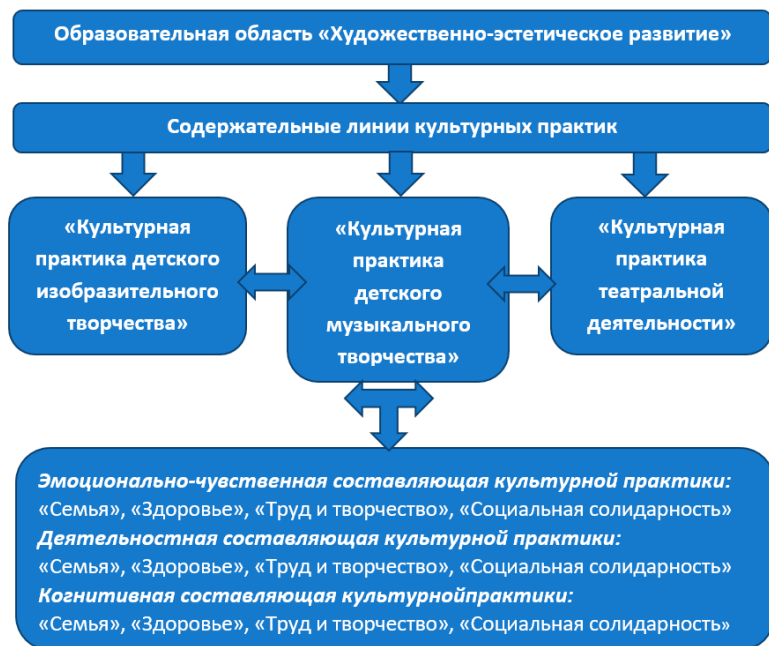 Образовательная область «Художественно-эстетическое развитие»
Содержательные линии культурных практик
«Культурная
практика детского
изобразительного
творчества»
«Культурная
практика
детского
музыкального
творчества»
«Культурная
практика
театральной
деятельности»
Эмоционально-чувственная составляющая культурной практики:
«Семья», «Здоровье», «Труд и творчество», «Социальная солидарность»
Деятельностная составляющая культурной практики:
«Семья», «Здоровье», «Труд и творчество», «Социальная солидарность»
Когнитивная составляющая культурнойпрактики:
«Семья», «Здоровье», «Труд и творчество», «Социальная солидарность»